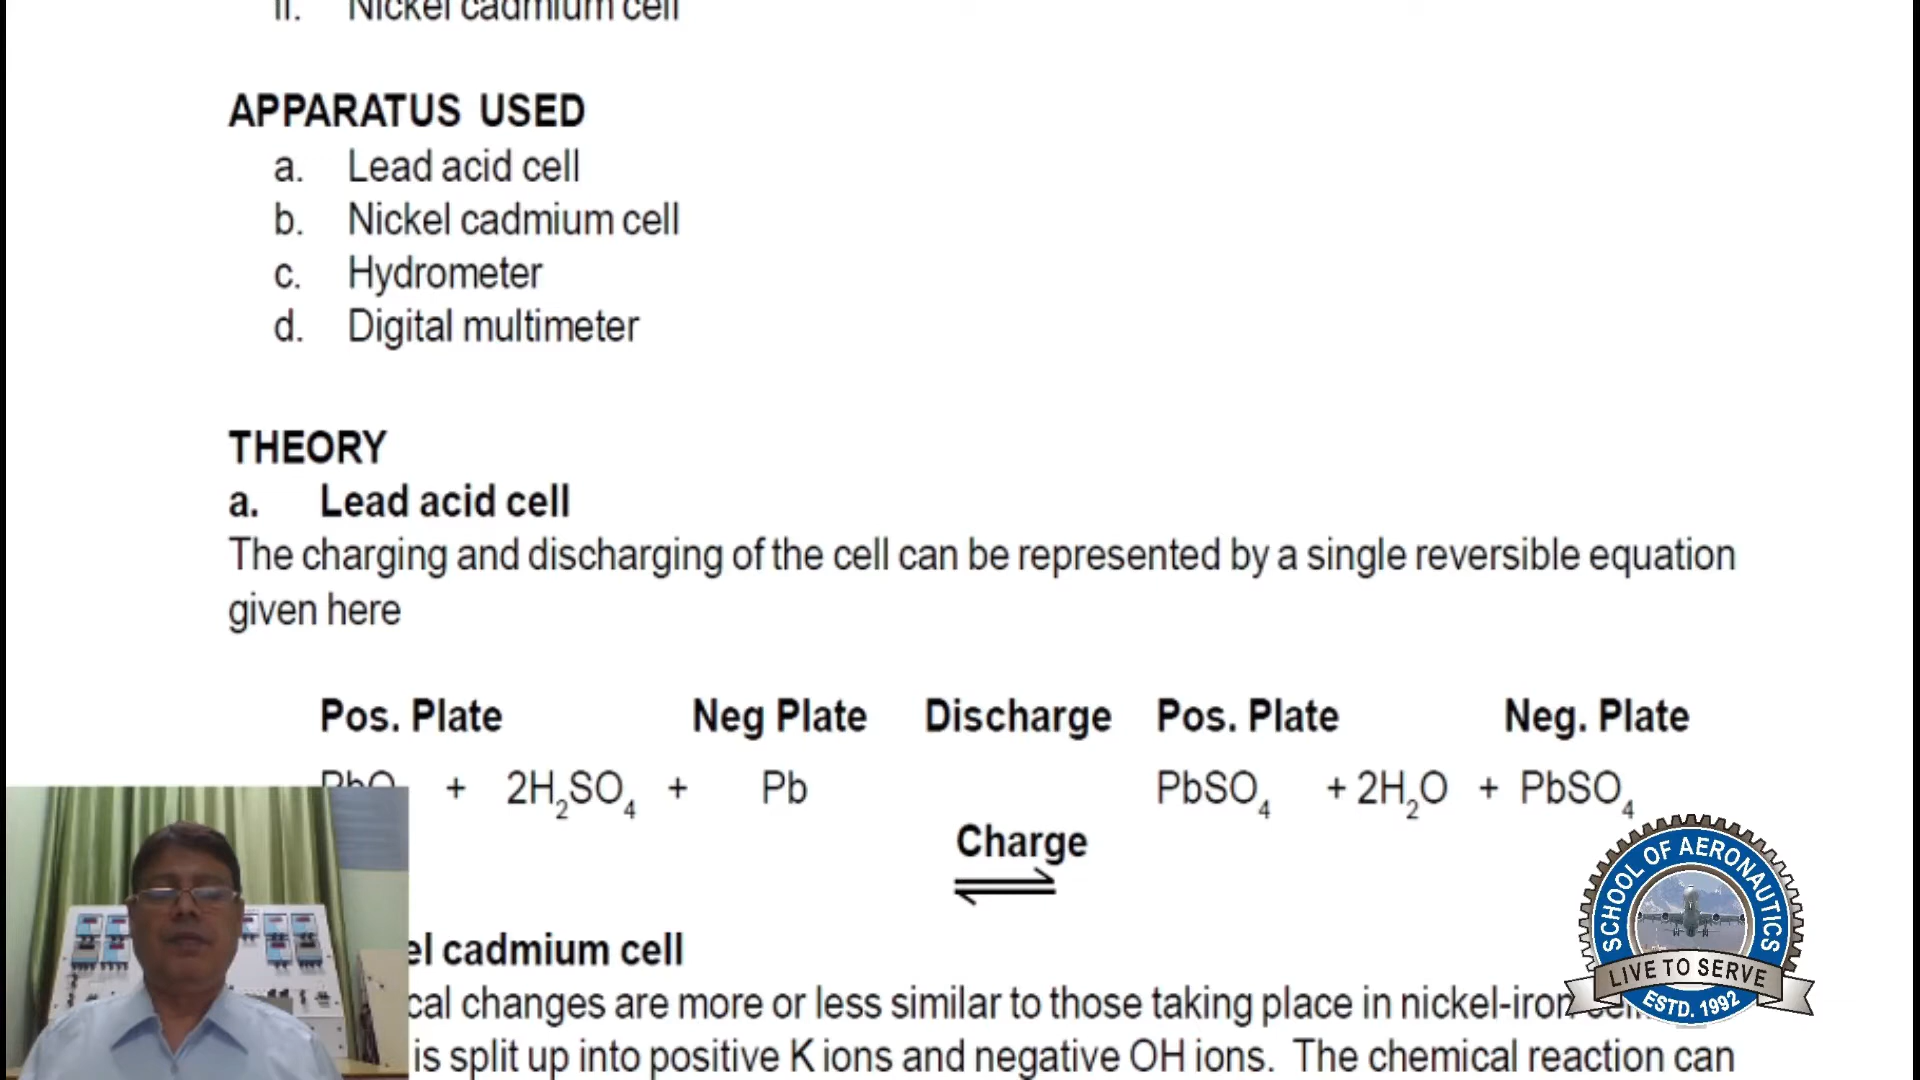 ii. Nickel cadmium cell
APPARATUS USED
a. Lead acid cell
b. Nickel cadmium cell
c. Hydrometer
d. Digital multimeter
THEORY
a. Lead acid cell
The charging and discharging of the cell can be represented by a single reversible equation
given here
Pos. Plate Neg Plate Discharge Pos. Plate Neg. Plate
+ 2H₂SO₄ + Pb PbSO₄ + 2H₂O + PbSO₄
Charge
el cadmium cell
cal changes are more or less similar to those taking place in nickel-iron
is split up into positive K ions and negative OH ions. The chemical reaction can
SCHOOL OF AERONAUTICS
LIVE TO SERVE
ESTD. 1992